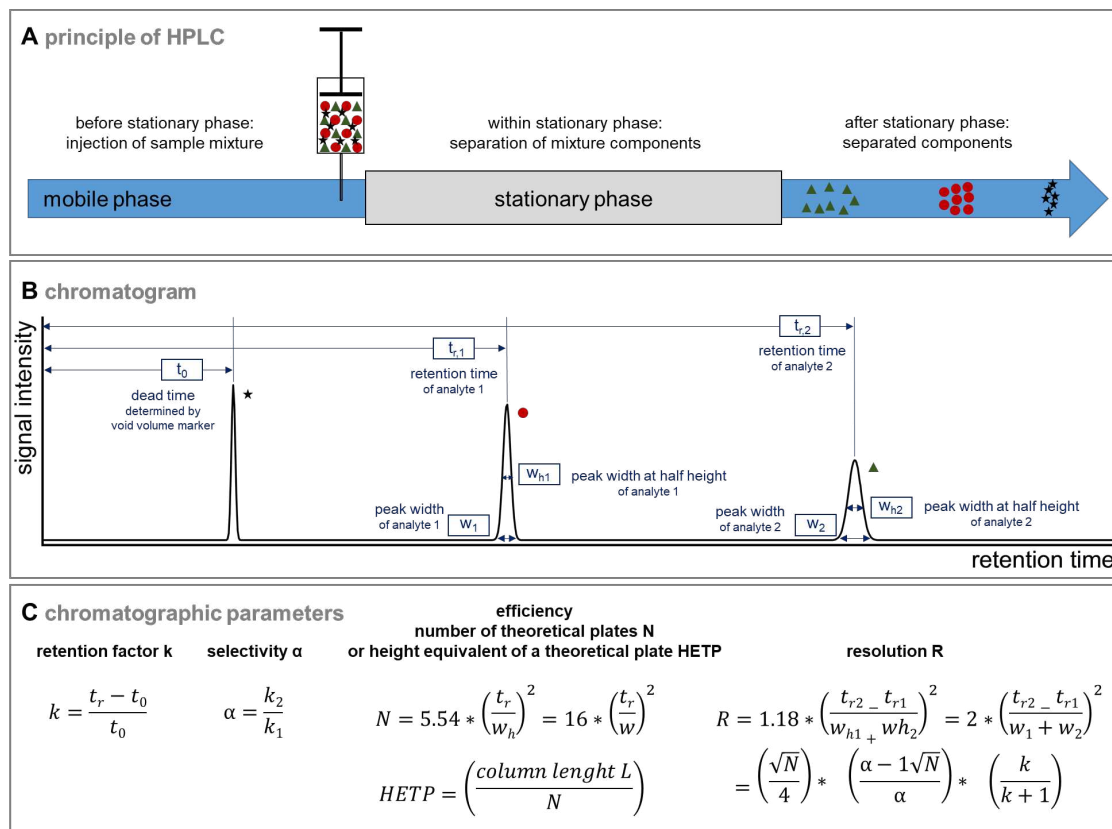 A principle of HPLC
before stationary phase:
injection of sample mixture
within stationary phase:
separation of mixture components
after stationary phase:
separated components
mobile phase
stationary phase
B chromatogram
signal intensity
t0
dead time
determined by
void volume marker
tr,1
retention time
of analyte 1
tr,2
retention time
of analyte 2
wh1
peak width at half height
of analyte 1
peak width
of analyte 1
w1
peak width
of analyte 2
w2
wh2
peak width at half height
of analyte 2
retention time
C chromatographic parameters
retention factor k
k = (tr − t0) / t0
selectivity α
α = k2 / k1
efficiency
number of theoretical plates N
or height equivalent of a theoretical plate HETP
N = 5.54 * (tr / wh)² = 16 * (tr / w)²
HETP = (column lenght L / N)
resolution R
R = 1.18 * (tr2 − tr1 / wh1 + wh2)² = 2 * (tr2 − tr1 / w1 + w2)²
= (√N / 4) * (α − 1√N / α) * (k / k + 1)